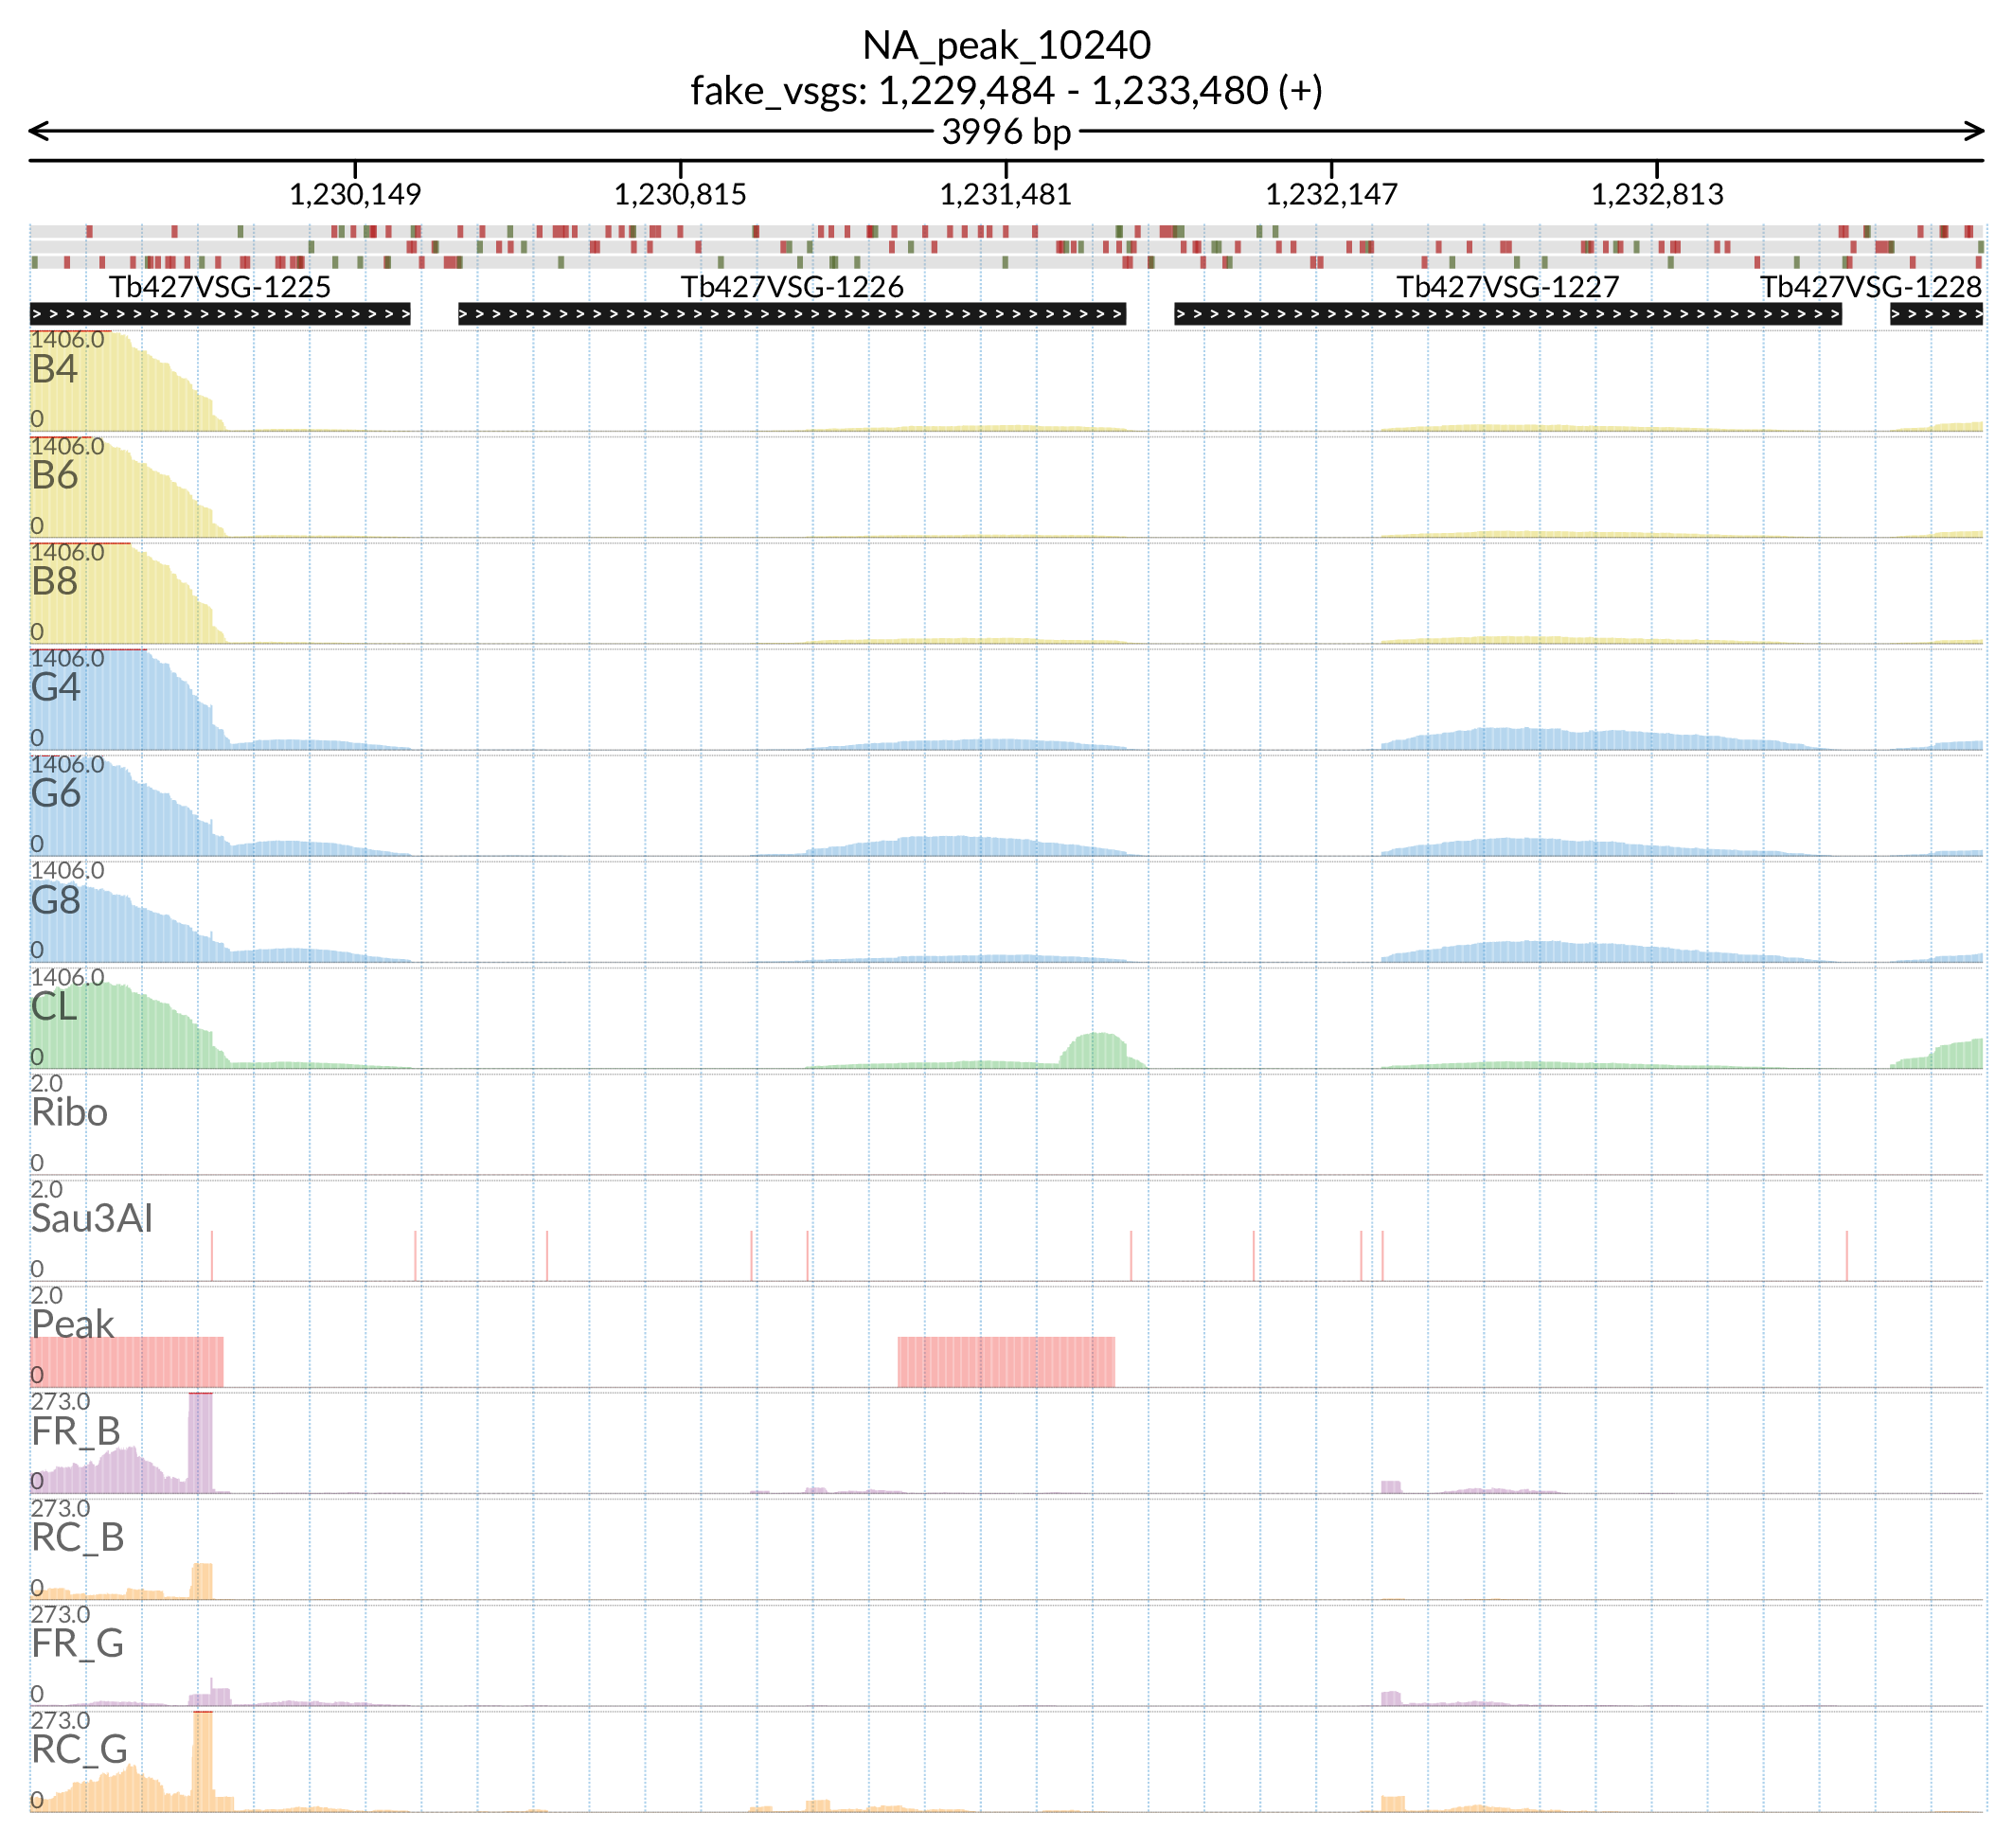 NA_peak_10240
fake_vsgs: 1,229,484 - 1,233,480 (+)
3996 bp
1,230,149 1,230,815 1,231,481 1,232,147 1,232,813
Tb427VSG-1225 Tb427VSG-1226 Tb427VSG-1227 Tb427VSG-1228
1406.0
B4
0
1406.0
B6
0
1406.0
B8
0
1406.0
G4
0
1406.0
G6
0
1406.0
G8
0
1406.0
CL
0
2.0
Ribo
0
2.0
Sau3AI
0
2.0
Peak
0
273.0
FR_B
0
273.0
RC_B
0
273.0
FR_G
0
273.0
RC_G
0